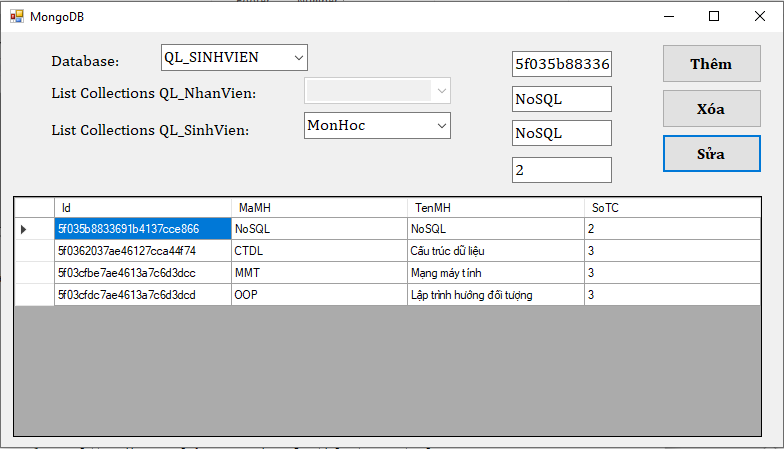 MongoDB
Database: QL_SINHVIEN
List Collections QL_NhanVien:
List Collections QL_SinhVien: MonHoc
5f035b88336
NoSQL
NoSQL
2
Thêm
Xóa
Sửa
Id MaMH TenMH SoTC
5f035b8833691b4137cce866 NoSQL NoSQL 2
5f0362037ae46127cca44f74 CTDL Cấu trúc dữ liệu 3
5f03cfbe7ae4613a7c6d3dcc MMT Mạng máy tính 3
5f03cfdc7ae4613a7c6d3dcd OOP Lập trình hướng đối tượng 3